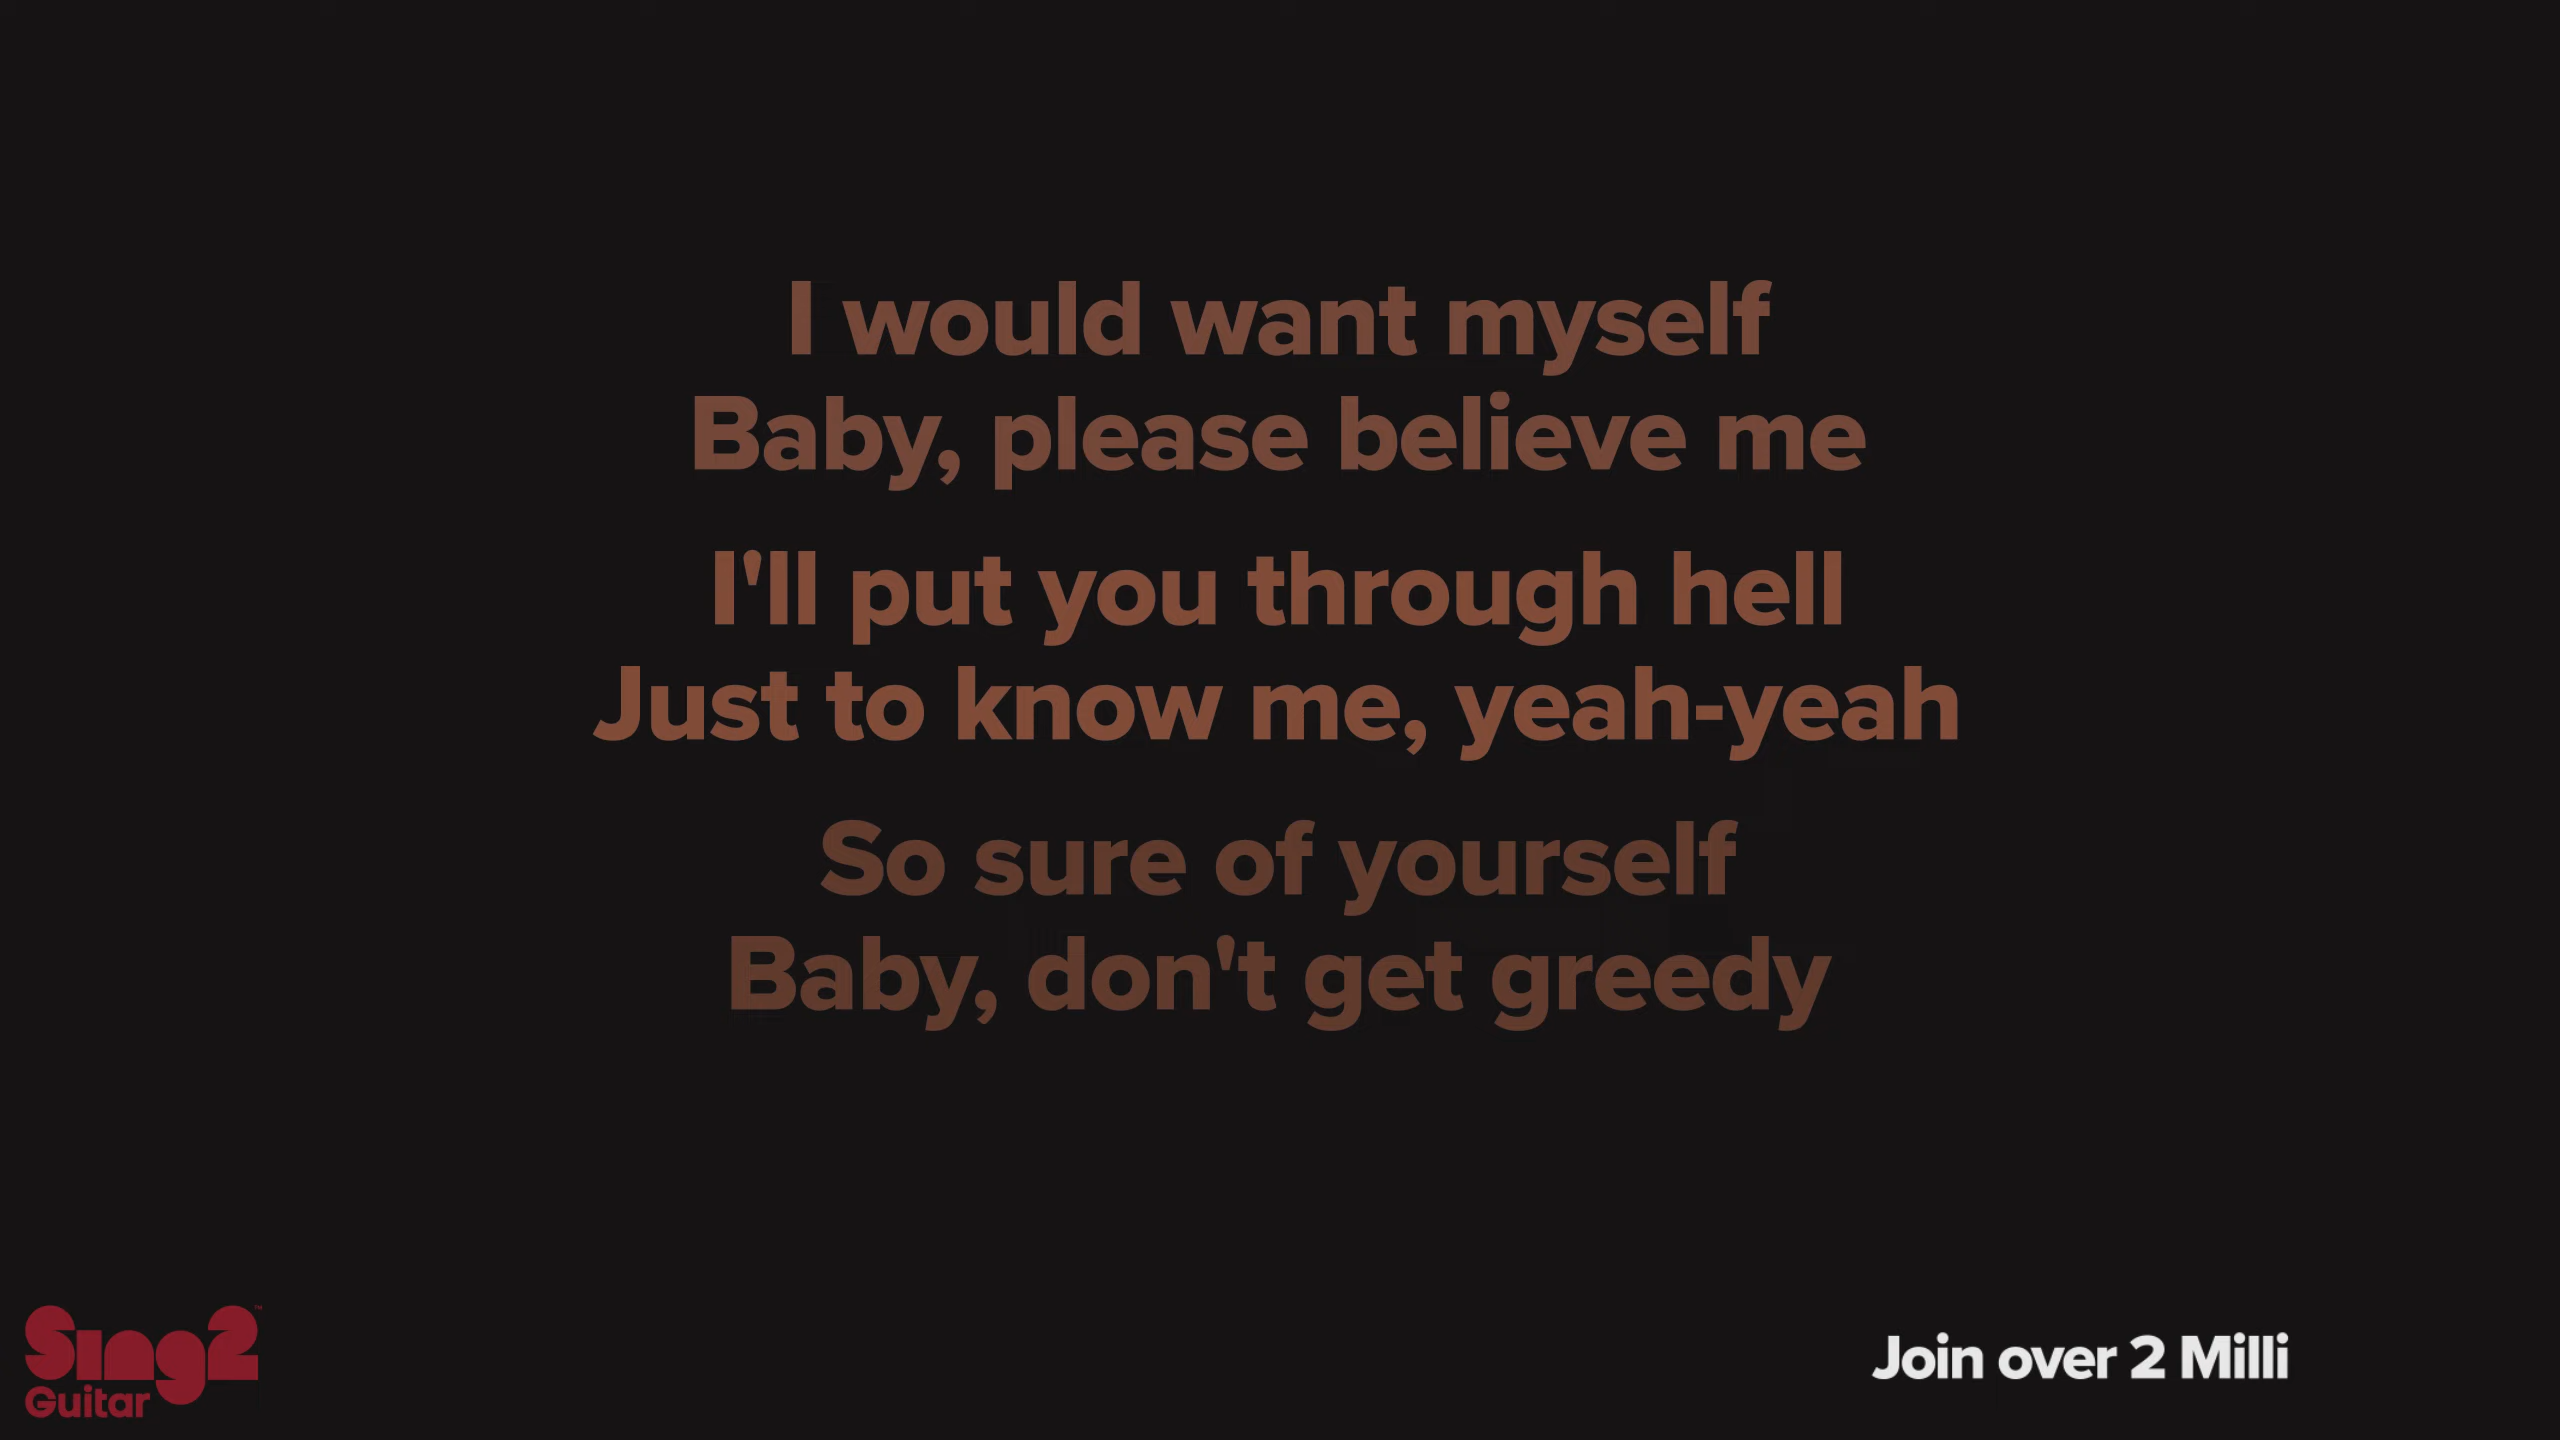 I would want myself
Baby, please believe me
I'll put you through hell
Just to know me, yeah-yeah
So sure of yourself
Baby, don't get greedy
Sing2
Guitar
™
Join over 2 Milli